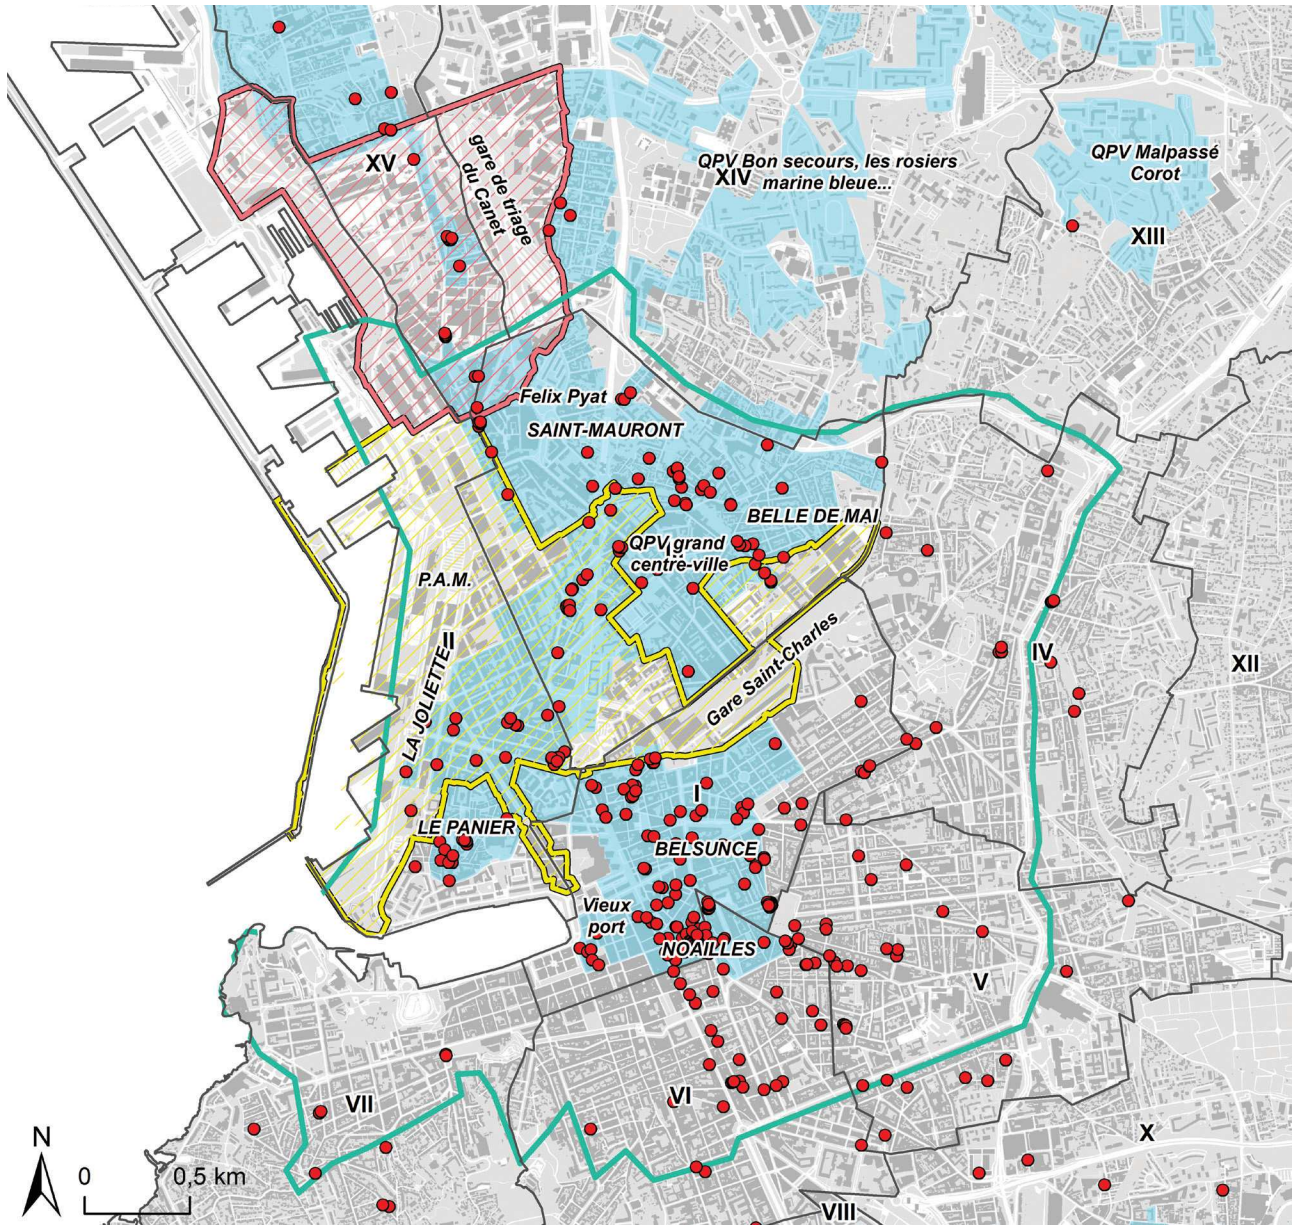 QPV Bon secours, les rosiers
marine bleue...
XIV
QPV Malpassé
Corot
XIII
XV
gare de triage
du Canet
Felix Pyat
SAINT-MAURONT
BELLE DE MAI
QPV grand
centre-ville
P.A.M.
II
LA JOLIETTE
Gare Saint-Charles
IV
XII
I
LE PANIER
BELSUNCE
Vieux
port
NOAILLES
V
VI
VII
X
VIII
N
0
0,5 km